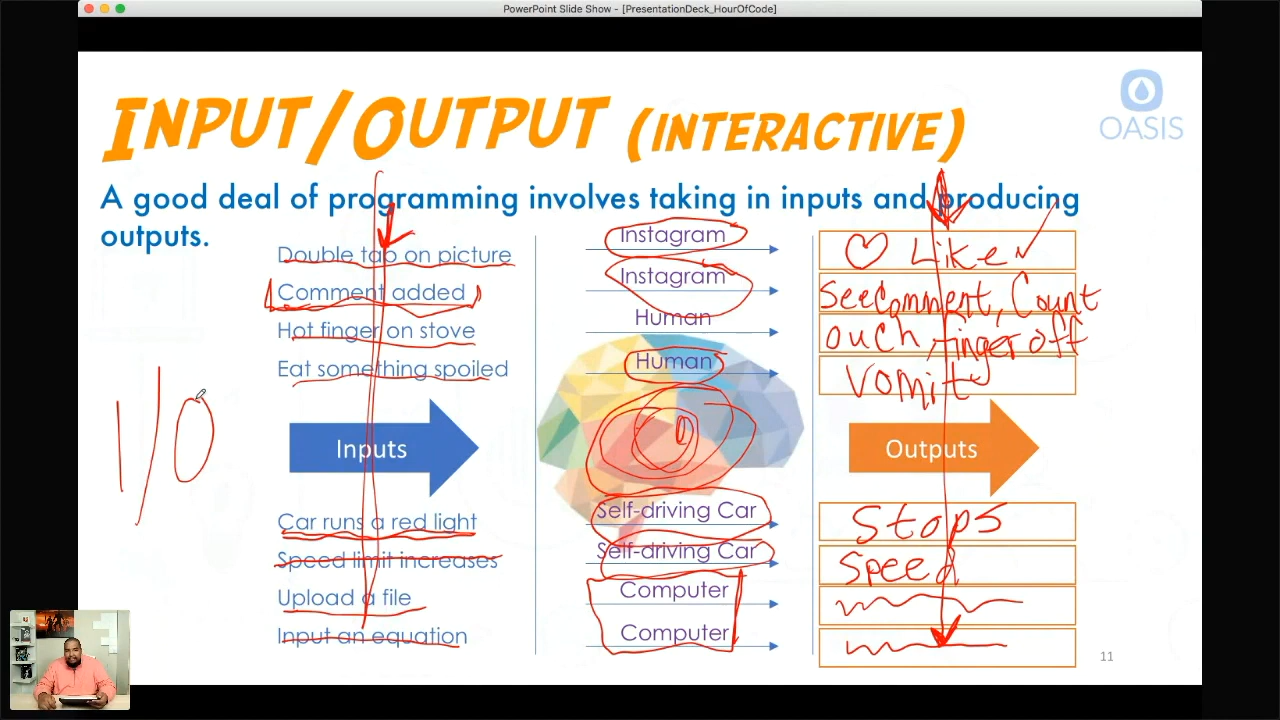 PowerPoint Slide Show - [PresentationDeck_HourOfCode]
INPUT/OUTPUT (INTERACTIVE)
OASIS
A good deal of programming involves taking in inputs and producing
outputs.
Double tab on picture Instagram ♡ Like ✓
Comment added Instagram See Comment, Count
Hot finger on stove Human ouch, finger off
Eat something spoiled Human Vomit
I/O
Inputs
Outputs
Car runs a red light Self-driving Car Stops
Speed limit increases Self-driving Car Speed
Upload a file Computer
Input an equation Computer
11